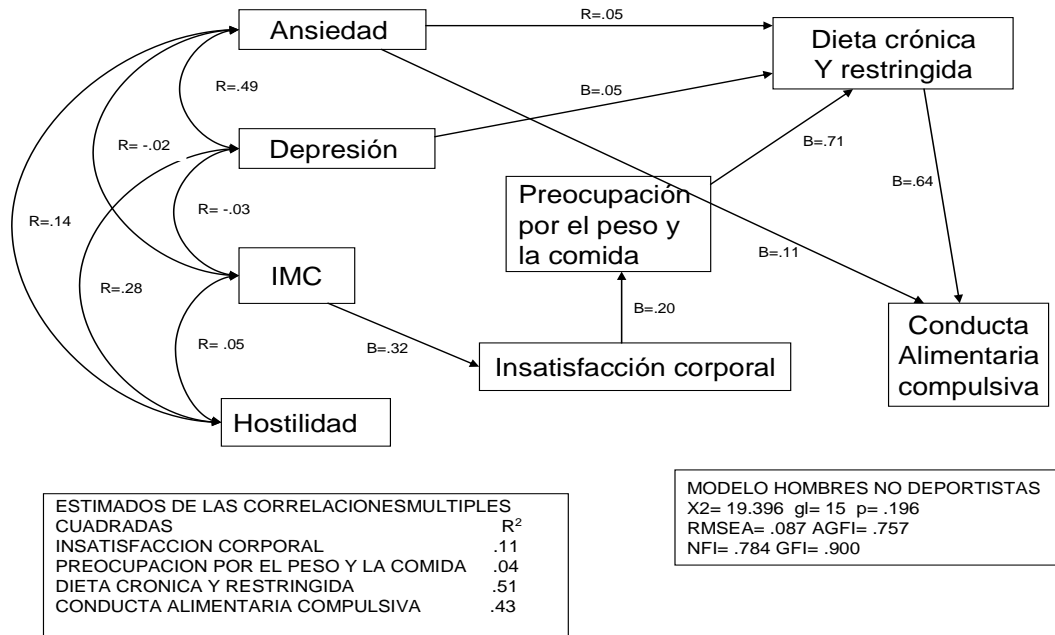 Ansiedad
R=.05
Dieta crónica
Y restringida
R=.49
B=.05
R= -.02
Depresión
B=.71
B=.64
Preocupación
por el peso y
la comida
R= -.03
R=.14
IMC
B=.11
R=.28
B=.20
Conducta
Alimentaria
compulsiva
R= .05
B=.32
Insatisfacción corporal
Hostilidad
ESTIMADOS DE LAS CORRELACIONESMULTIPLES
CUADRADAS R²
INSATISFACCION CORPORAL .11
PREOCUPACION POR EL PESO Y LA COMIDA .04
DIETA CRONICA Y RESTRINGIDA .51
CONDUCTA ALIMENTARIA COMPULSIVA .43
MODELO HOMBRES NO DEPORTISTAS
X2= 19.396 gl= 15 p= .196
RMSEA= .087 AGFI= .757
NFI= .784 GFI= .900